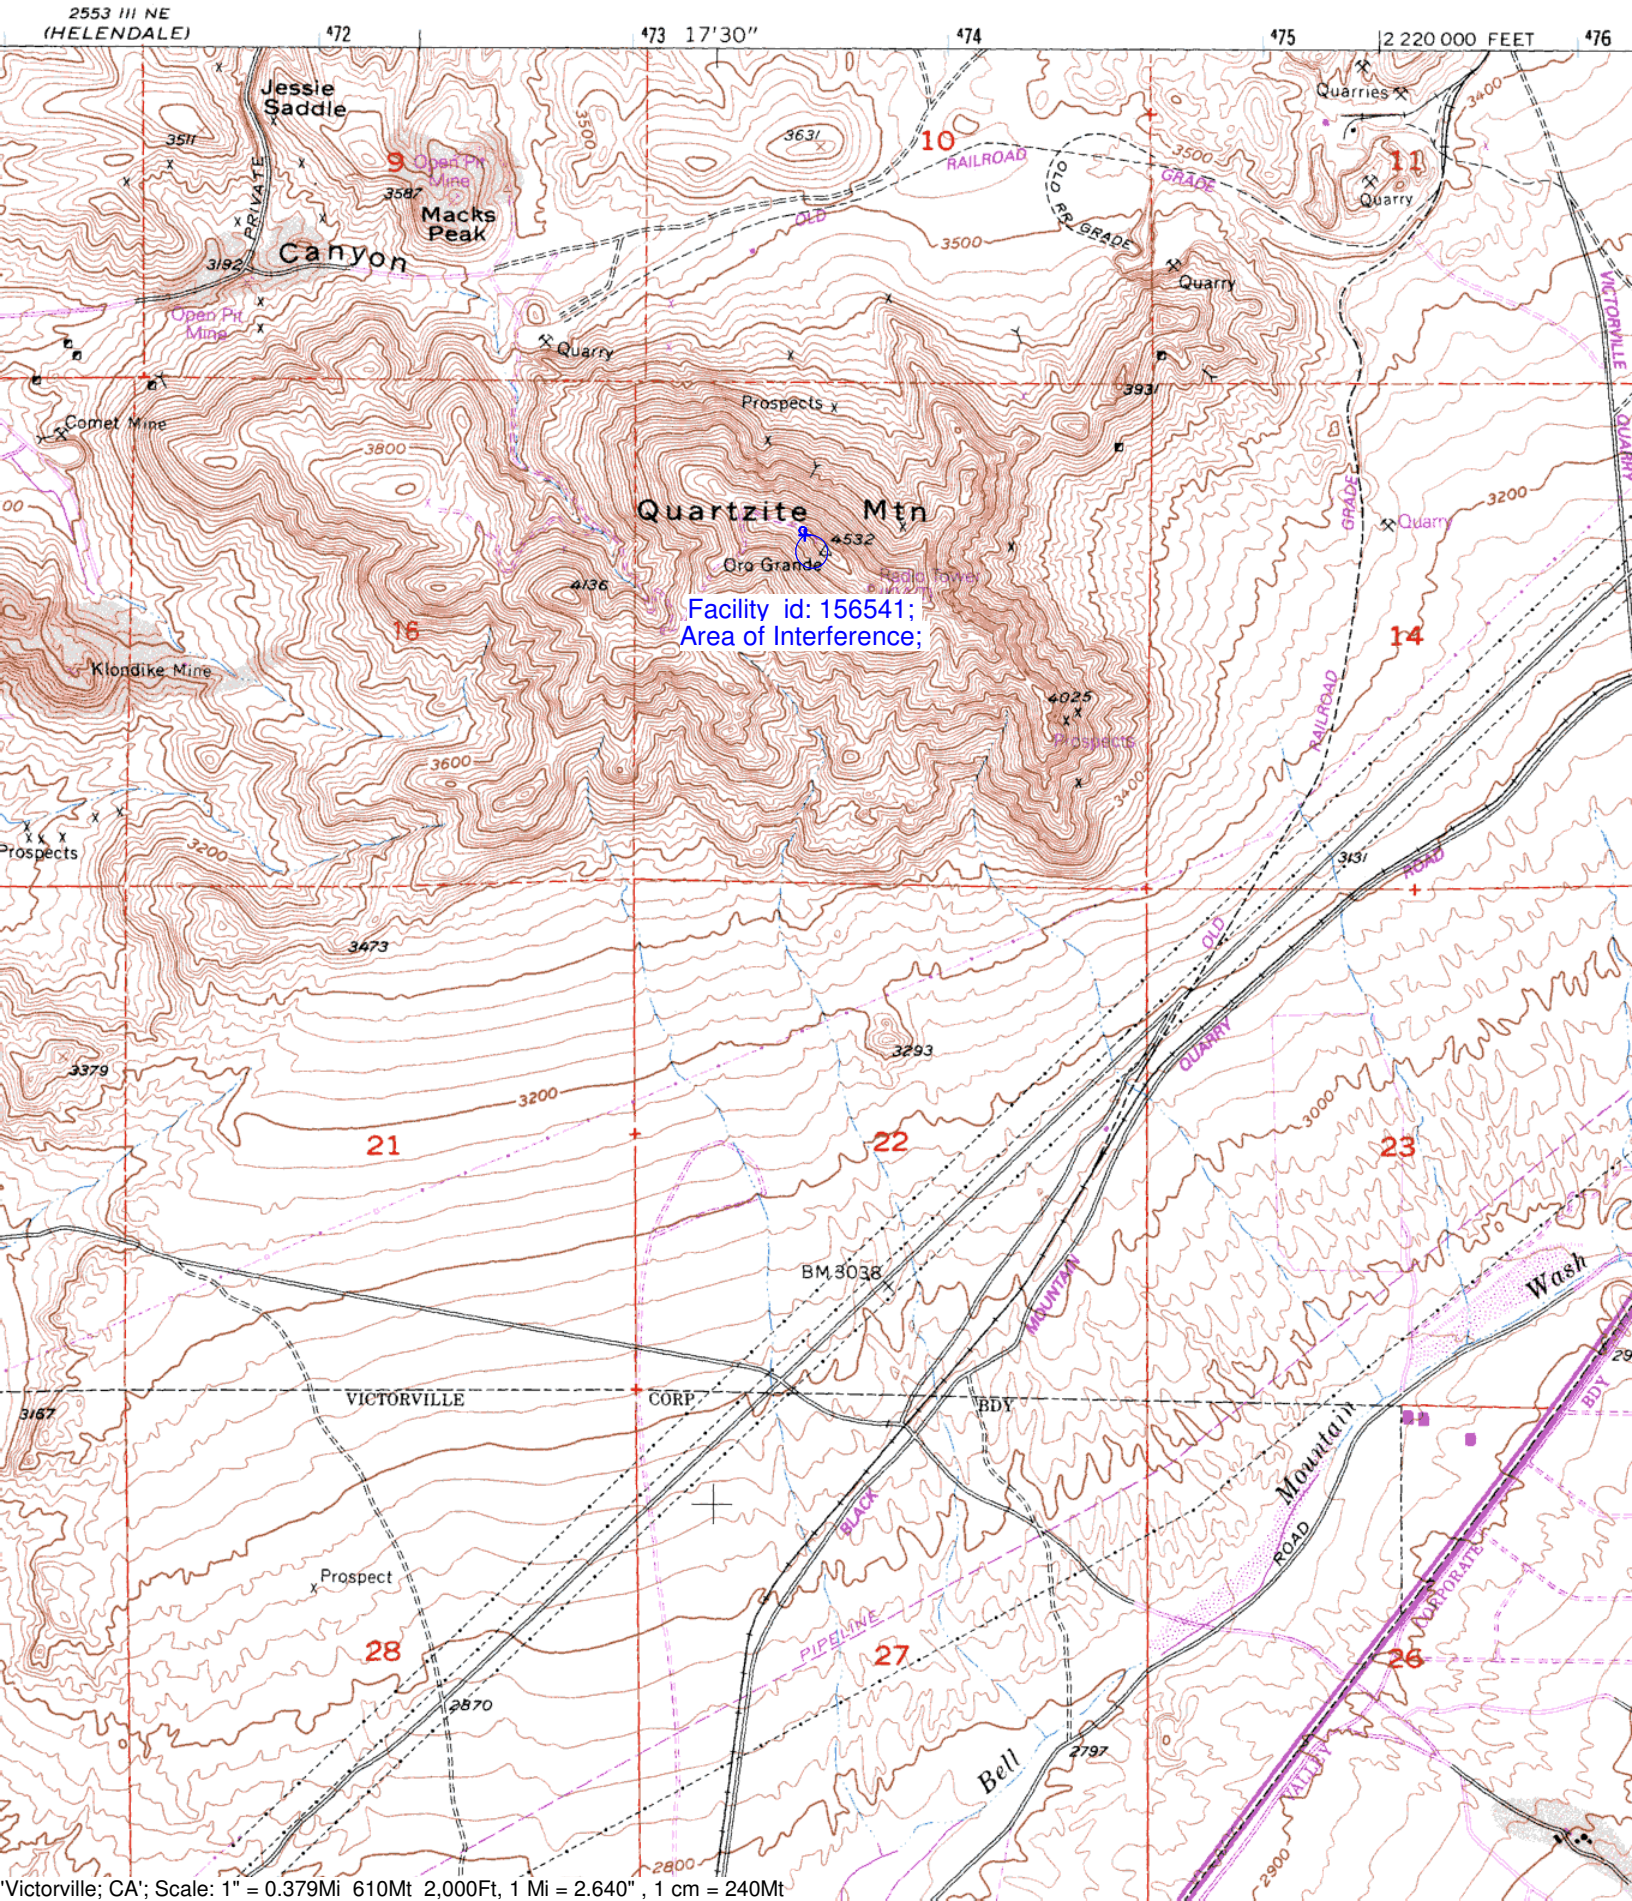 2553 III NE
(HELENDALE)
472
473
17'30"
474
475
2 220 000 FEET
476
Jessie
Saddle
Quarries
3400
3511
PRIVATE
9
Open Pit
Mine
3587
Macks
Peak
3500
3631
10
RAILROAD
GRADE
OLD
OLD RR GRADE
3500
11
Quarry
3192
Canyon
3500
Quarry
VICTORVILLE
QUARRY
Open Pit
Mine
Quarry
Comet Mine
Prospects
3931
3800
00
3200
Quartzite Mtn
GRADE
Quarry
4532
Oro Grande
Radio Tower
4136
Facility id: 156541;
Area of Interference;
16
14
Klondike Mine
4025
Prospects
RAILROAD
3600
3400
Prospects
3200
3131
ROAD
OLD
3473
3293
QUARRY
3379
3200
3000
21
22
23
BM 3038
MOUNTAIN
Wash
29
VICTORVILLE CORP BDY
BDY
3167
Mountain
BLACK
ROAD
CORPORATE
Prospect
PIPELINE
28
27
26
2870
2797
Bell
VALLEY
2800
2900
'Victorville; CA'; Scale: 1" = 0.379Mi 610Mt 2,000Ft, 1 Mi = 2.640" , 1 cm = 240Mt